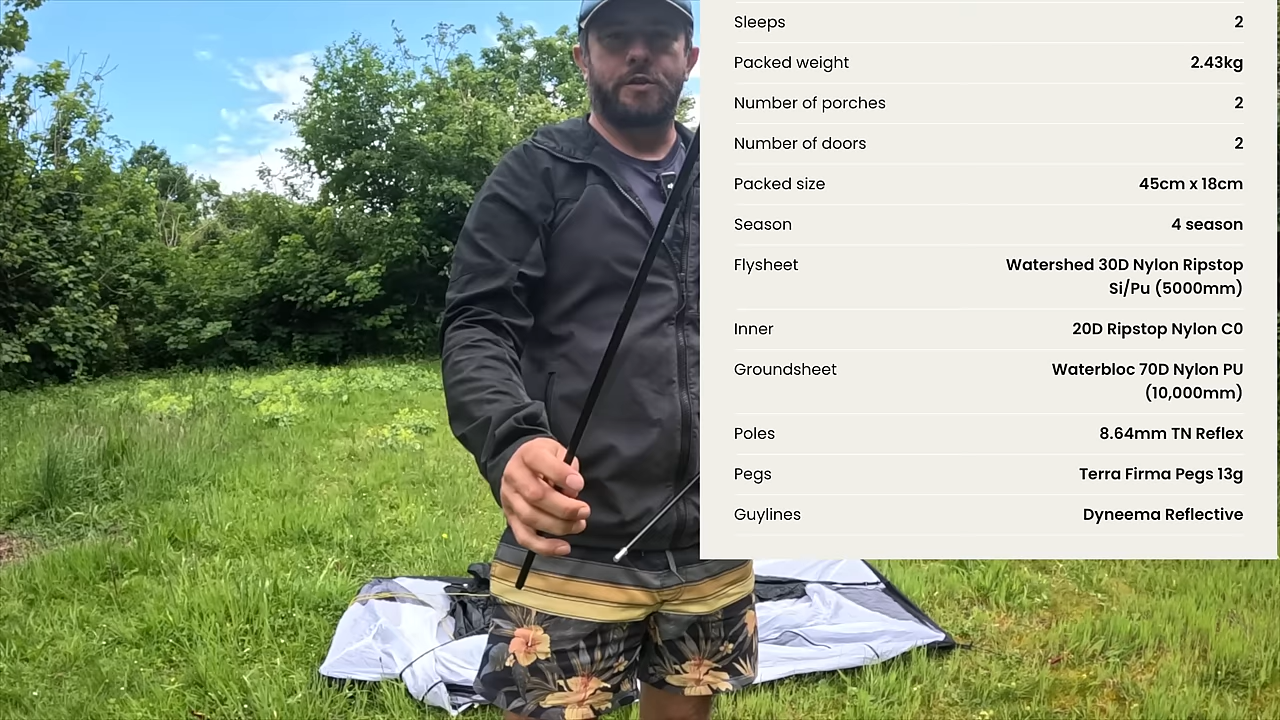 Sleeps 2
Packed weight 2.43kg
Number of porches 2
Number of doors 2
Packed size 45cm x 18cm
Season 4 season
Flysheet Watershed 30D Nylon Ripstop
Si/Pu (5000mm)
Inner 20D Ripstop Nylon C0
Groundsheet Waterbloc 70D Nylon PU
(10,000mm)
Poles 8.64mm TN Reflex
Pegs Terra Firma Pegs 13g
Guylines Dyneema Reflective